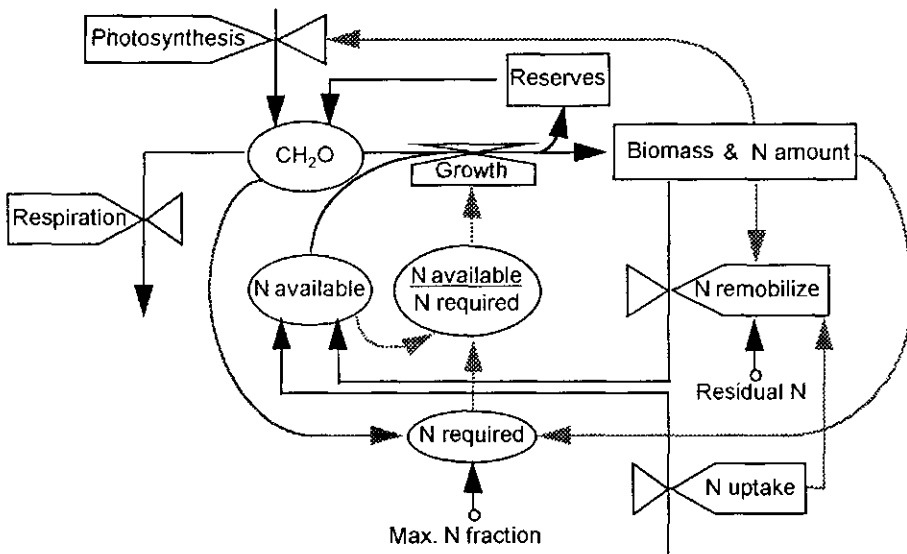 Photosynthesis
Reserves
CH₂O
Biomass & N amount
Growth
Respiration
N available
N available
N required
N remobilize
Residual N
N required
N uptake
Max. N fraction